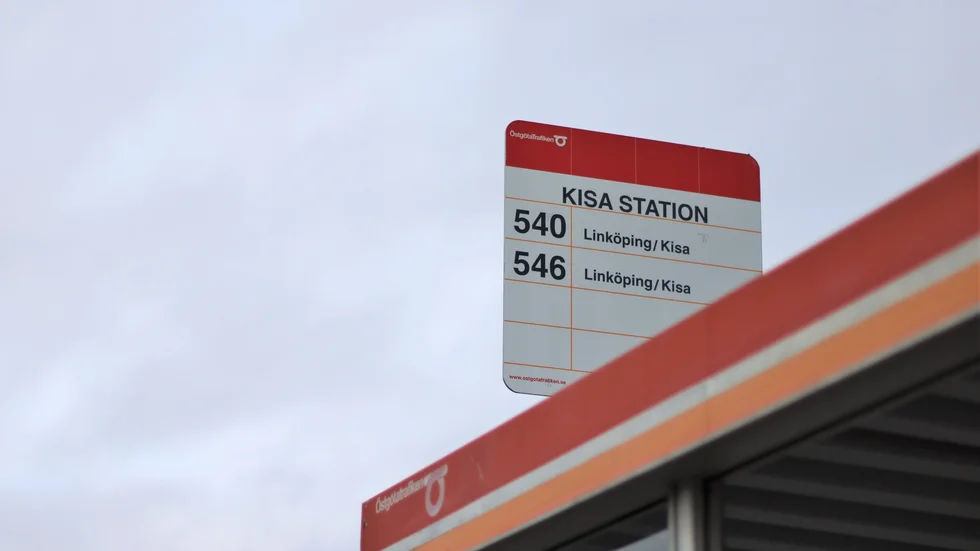 ÖstgötaTrafiken
KISA STATION
540 Linköping/Kisa
546 Linköping/Kisa
www.ostgotatrafiken.se
ÖstgötaTrafiken